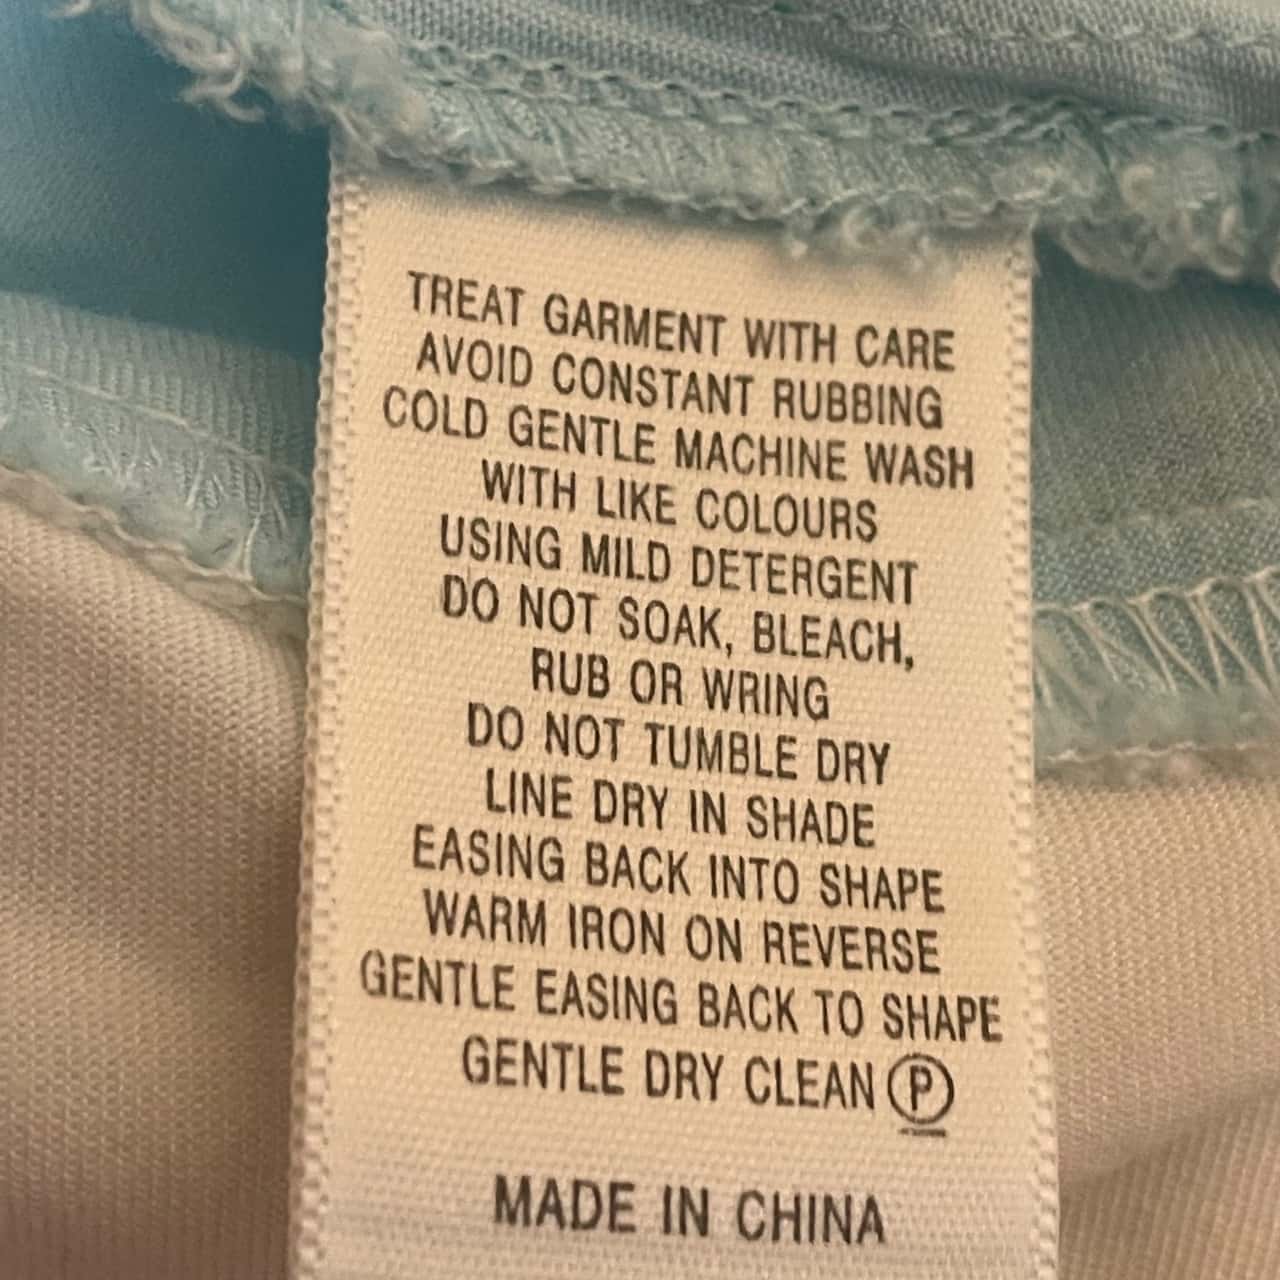 TREAT GARMENT WITH CARE
AVOID CONSTANT RUBBING
COLD GENTLE MACHINE WASH
WITH LIKE COLOURS
USING MILD DETERGENT
DO NOT SOAK, BLEACH,
RUB OR WRING
DO NOT TUMBLE DRY
LINE DRY IN SHADE
EASING BACK INTO SHAPE
WARM IRON ON REVERSE
GENTLE EASING BACK TO SHAPE
GENTLE DRY CLEAN Ⓟ
MADE IN CHINA